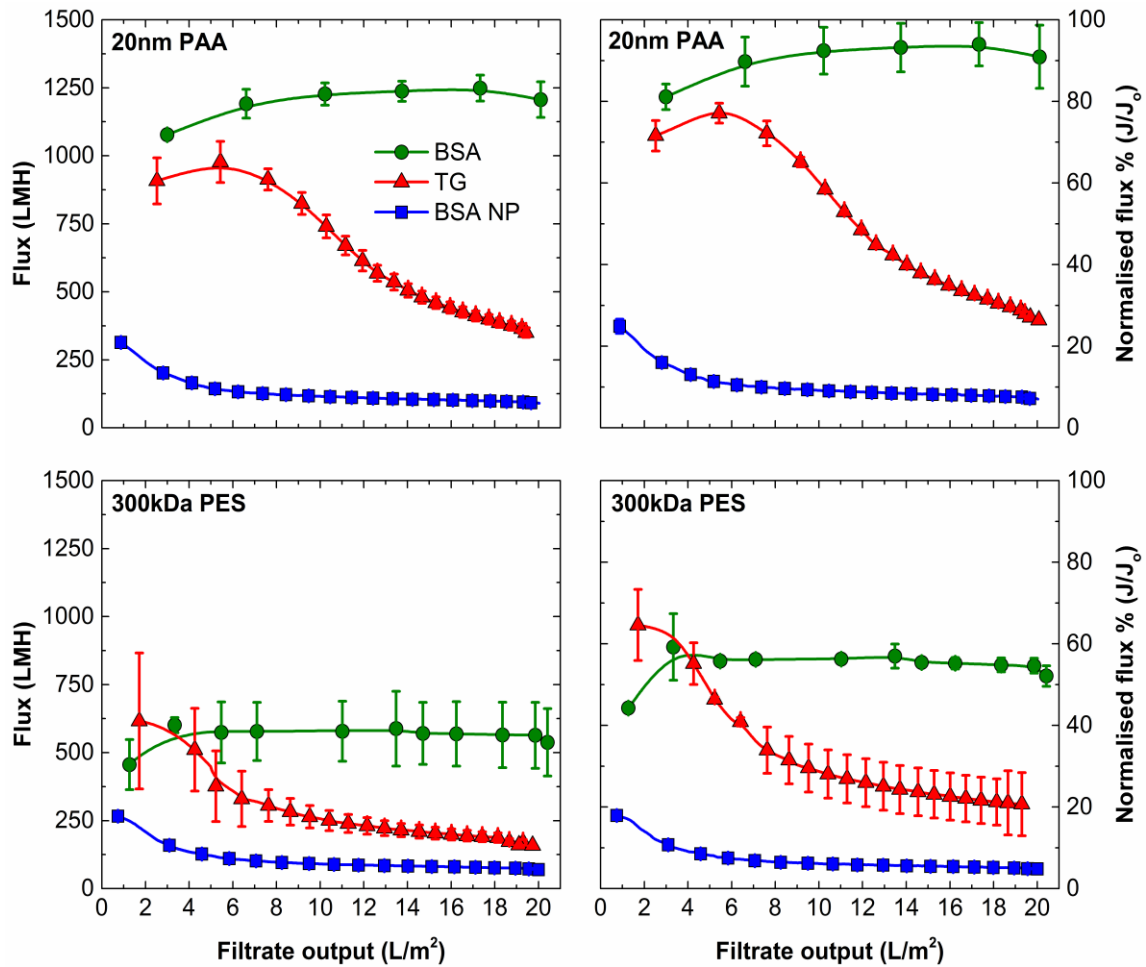 20nm PAA
1500
1250
1000
750
500
250
0
Flux (LMH)
BSA
TG
BSA NP
20nm PAA
100
80
60
40
20
0
Normalised flux % (J/Jo)
300kDa PES
1500
1250
1000
750
500
250
0
Flux (LMH)
0 2 4 6 8 10 12 14 16 18 20
Filtrate output (L/m²)
300kDa PES
100
80
60
40
20
0
Normalised flux % (J/Jo)
0 2 4 6 8 10 12 14 16 18 20
Filtrate output (L/m²)